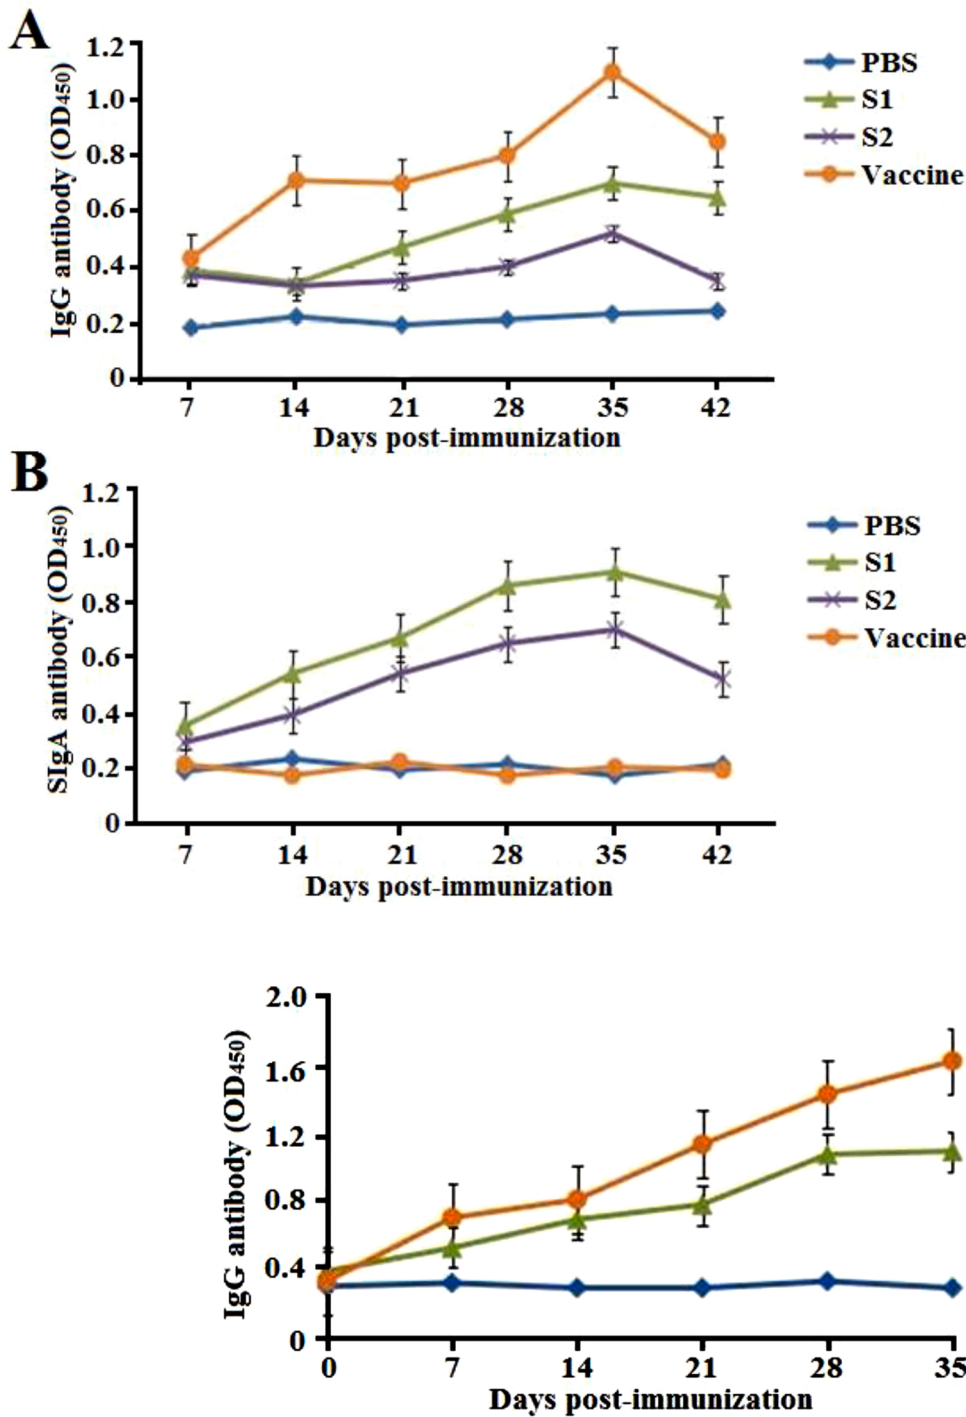 A
1.2
1.0
0.8
0.6
0.4
0.2
0
IgG antibody (OD450)
7 14 21 28 35 42
Days post-immunization
PBS
S1
S2
Vaccine
B
1.2
1.0
0.8
0.6
0.4
0.2
0
SIgA antibody (OD450)
7 14 21 28 35 42
Days post-immunization
PBS
S1
S2
Vaccine
2.0
1.6
1.2
0.8
0.4
0
IgG antibody (OD450)
0 7 14 21 28 35
Days post-immunization